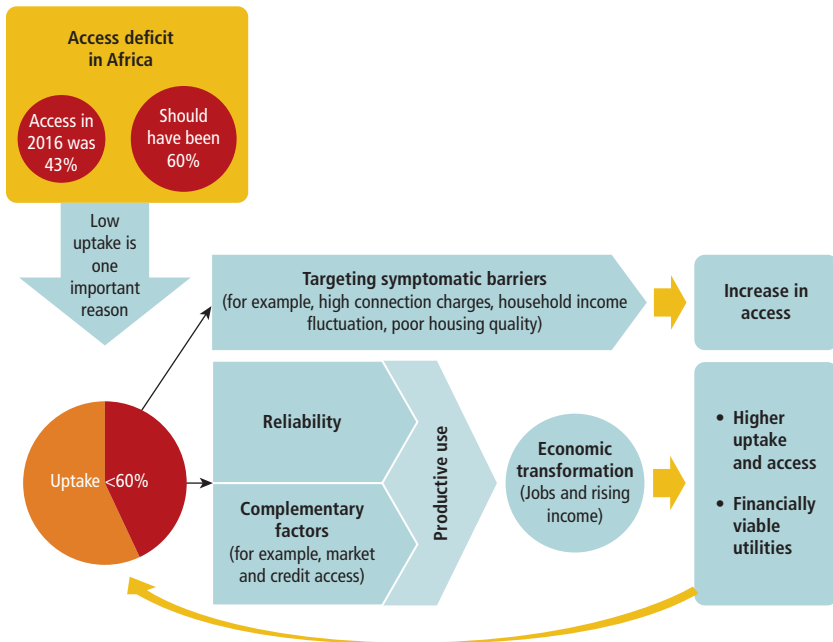 Access deficit
in Africa
Access in
2016 was
43%
Should
have been
60%
Low
uptake is
one
important
reason
Targeting symptomatic barriers
(for example, high connection charges, household income
fluctuation, poor housing quality)
Increase in
access
Uptake <60%
Reliability
Complementary
factors
(for example, market
and credit access)
Productive use
Economic
transformation
(Jobs and rising
income)
• Higher
uptake
and access
• Financially
viable
utilities